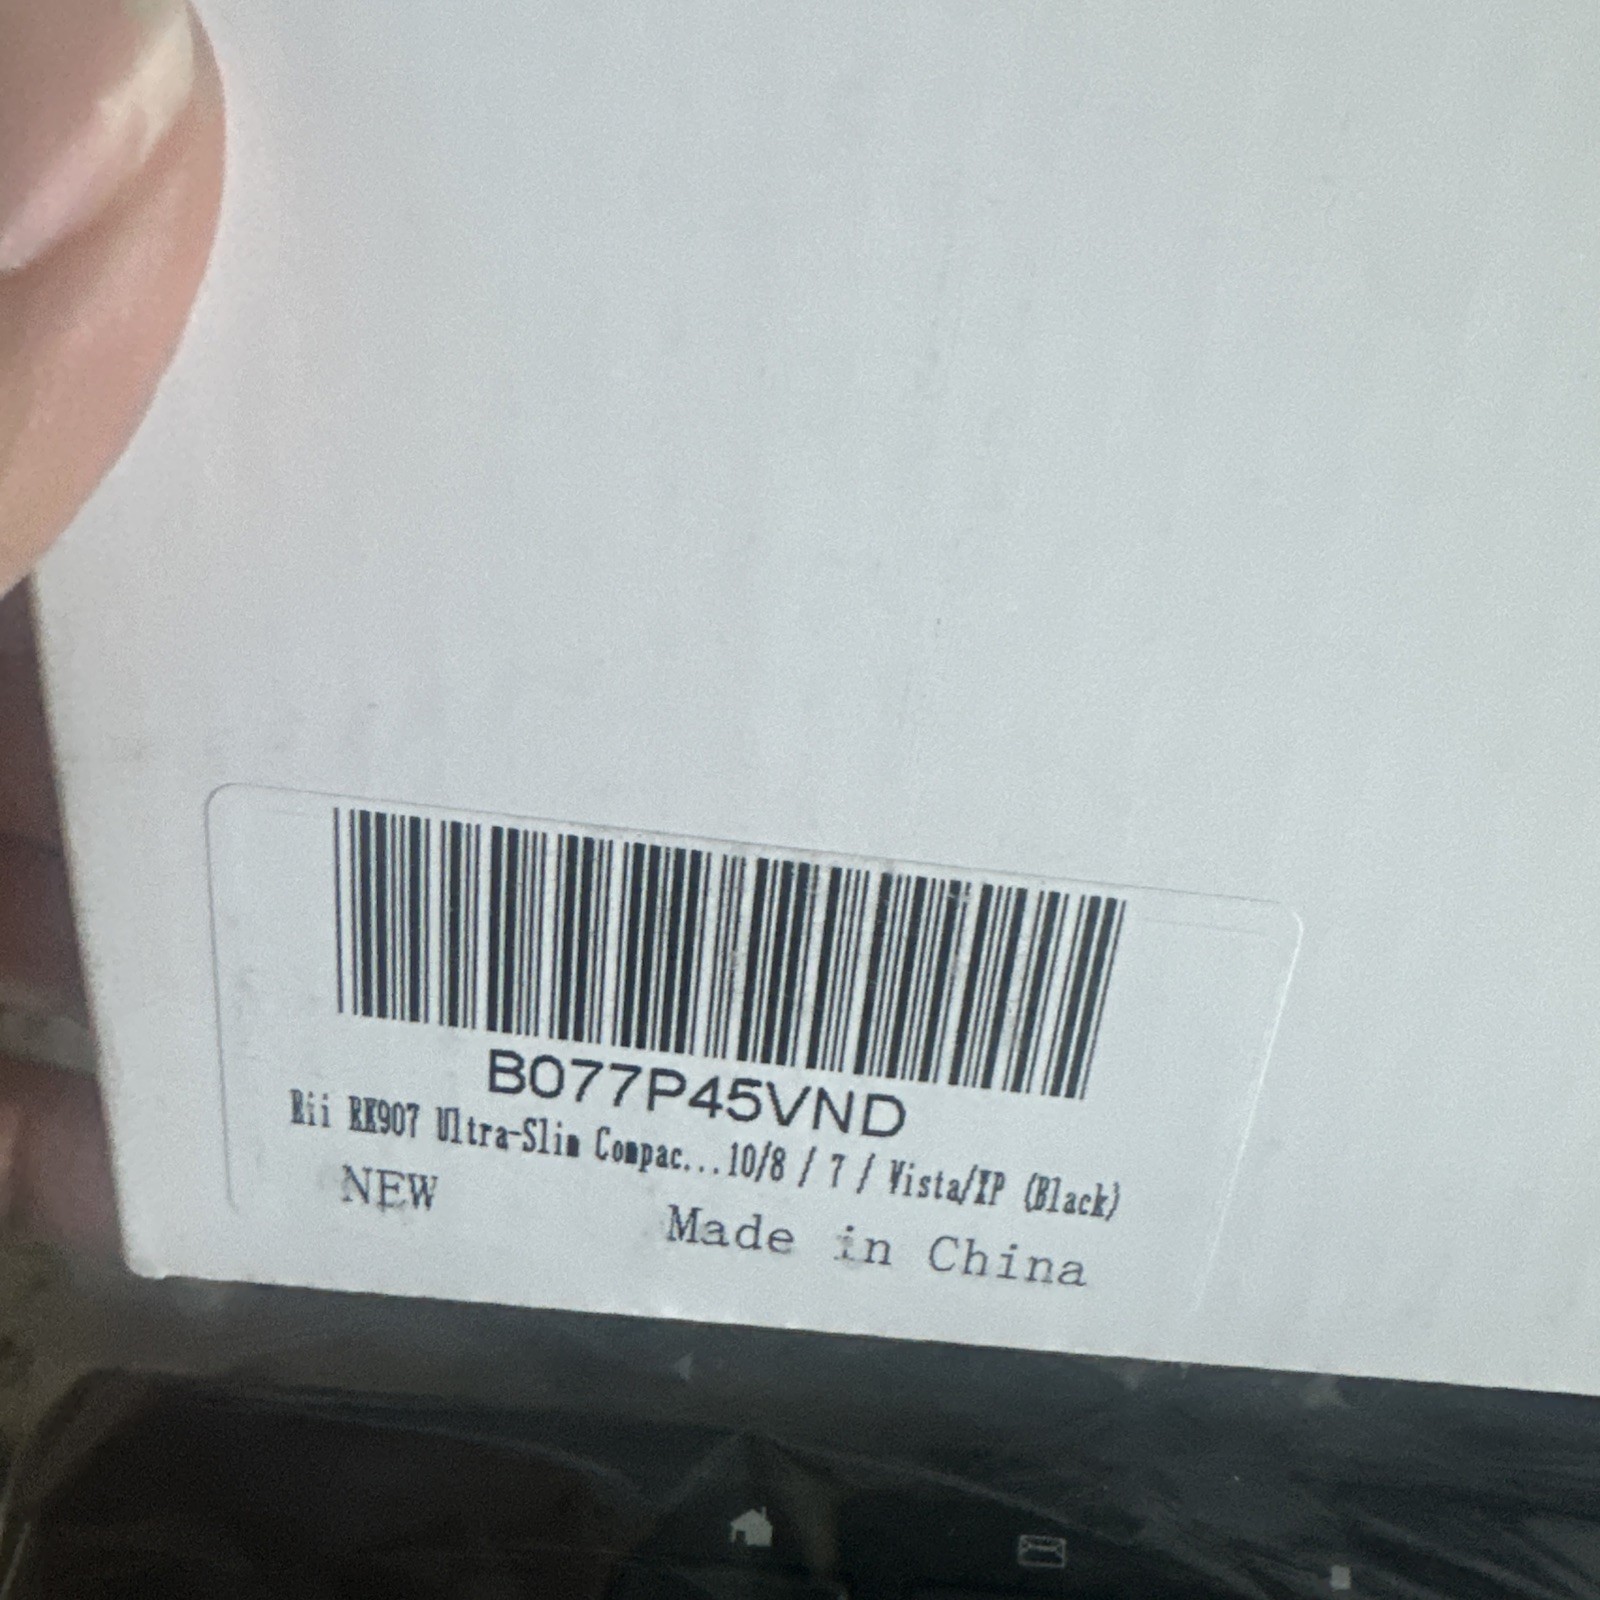 B077P45VND
Rii RK907 Ultra-Slim Compac...10/8 / 7 / Vista/XP (Black)
NEW
Made in China